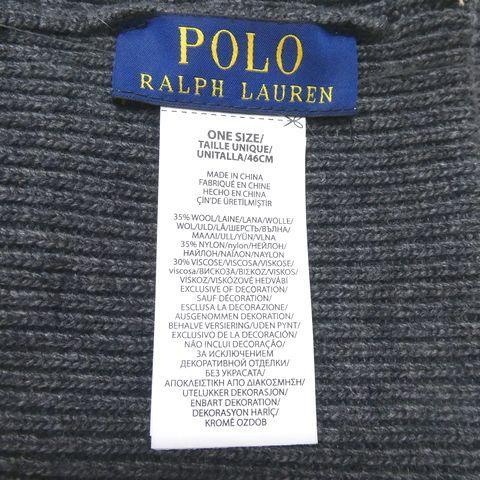 POLO
RALPH LAUREN
ONE SIZE/
TAILLE UNIQUE/
UNITALLA/46CM
MADE IN CHINA
FABRIQUÉ EN CHINE
HECHO EN CHINA
ÇİN'DE ÜRETİLMİŞTİR
35% WOOL/LAINE/LANA/WOLLE/
WOL/ULD/LÃ/ШЕРСТЬ/ВЪЛНА/
ΜΑΛΛΙ/ULL/YÜN/VLNA
35% NYLON/nylon/НЕЙЛОН/
НАЙЛОН/NAİLON/NAYLON
30% VISCOSE/VISCOSA/VISKOSE/
viscosa/ВИСКОЗА/ΒΙΣΚΟΖ/VISKOS/
VISKOZ/VISKÓZOVÉ HEDVÁBÍ
EXCLUSIVE OF DECORATION/
SAUF DÉCORATION/
ESCLUSA LA DECORAZIONE/
AUSGENOMMEN DEKORATION/
BEHALVE VERSIERING/UDEN PYNT/
EXCLUSIVO DE LA DECORACIÓN/
NÃO INCLUI DECORAÇÃO/
ЗА ИСКЛЮЧЕНИЕМ
ДЕКОРАТИВНОЙ ОТДЕЛКИ/
БЕЗ УКРАСАТА/
ΑΠΟΚΛΕΙΣΤΙΚΗ ΑΠΟ ΔΙΑΚΟΣΜΗΣΗ/
UTELUKKER DEKORASJON/
ENBART DEKORATION/
DEKORASYON HARİÇ/
KROMĚ OZDOB